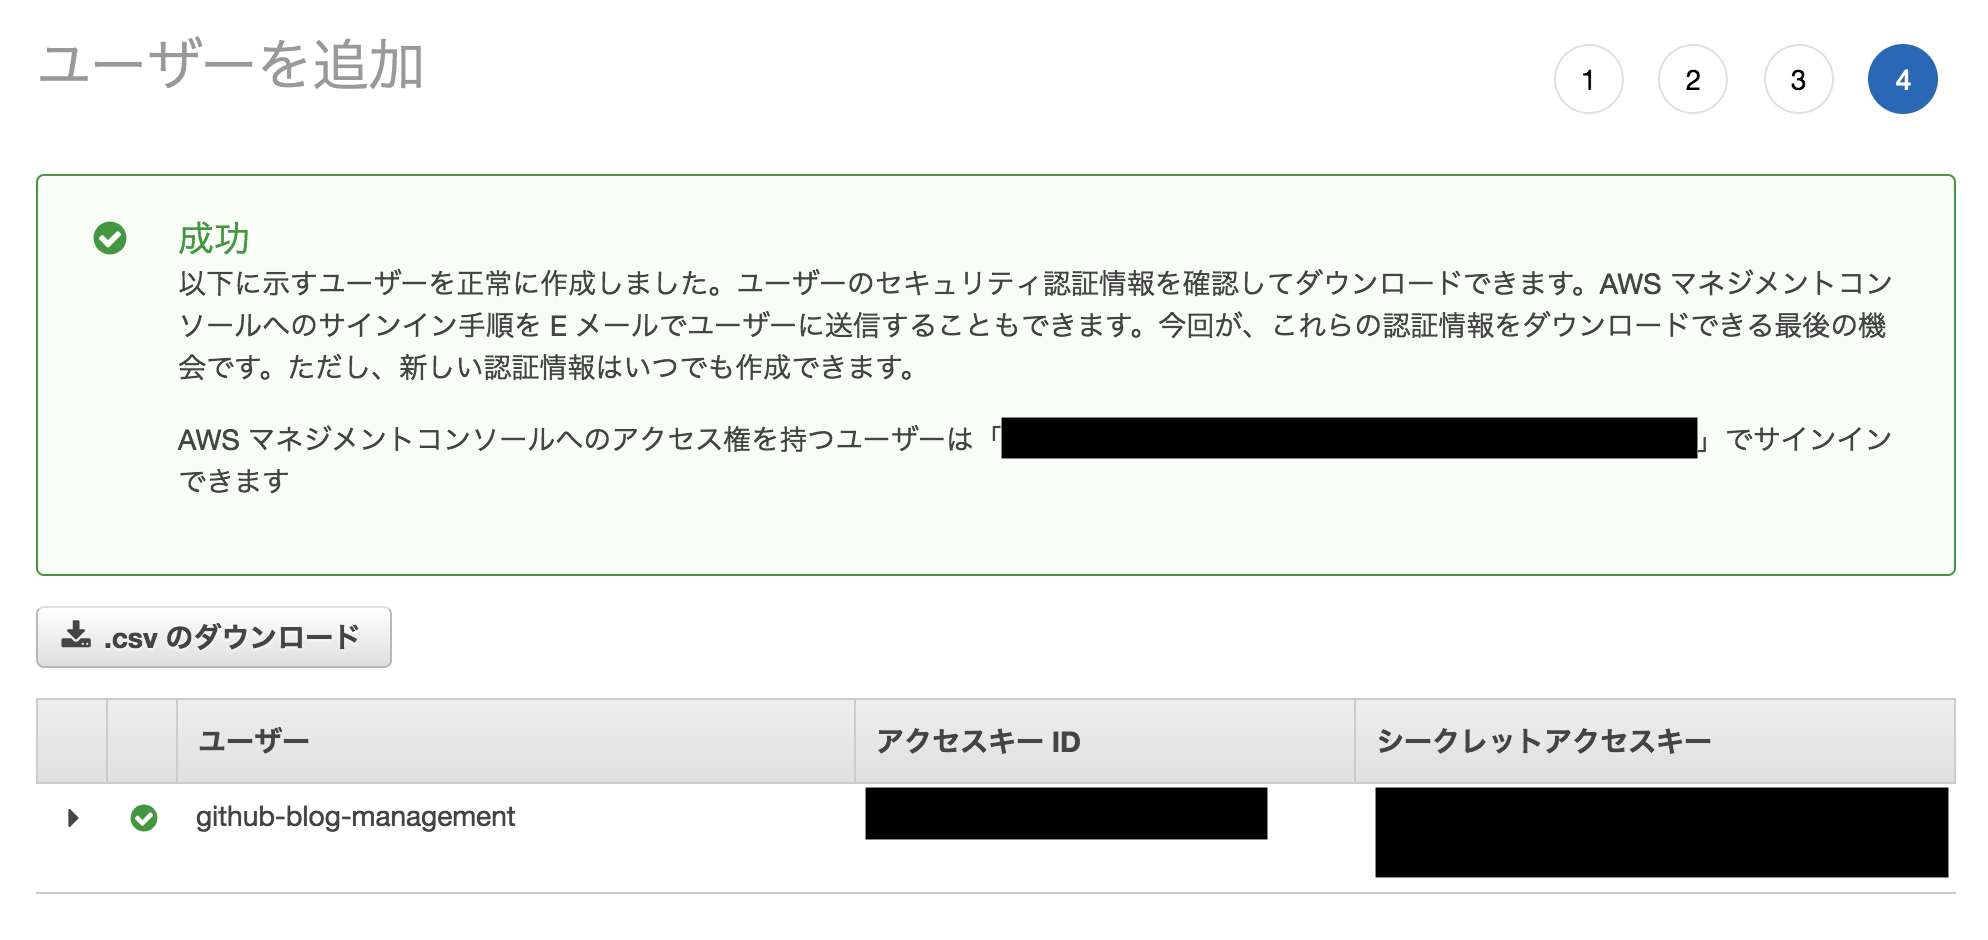 ユーザーを追加
1 2 3 4
成功
以下に示すユーザーを正常に作成しました。ユーザーのセキュリティ認証情報を確認してダウンロードできます。AWS マネジメントコン
ソールへのサインイン手順を E メールでユーザーに送信することもできます。今回が、これらの認証情報をダウンロードできる最後の機
会です。ただし、新しい認証情報はいつでも作成できます。
AWS マネジメントコンソールへのアクセス権を持つユーザーは「 」でサインイン
できます
.csv のダウンロード
ユーザー アクセスキー ID シークレットアクセスキー
github-blog-management